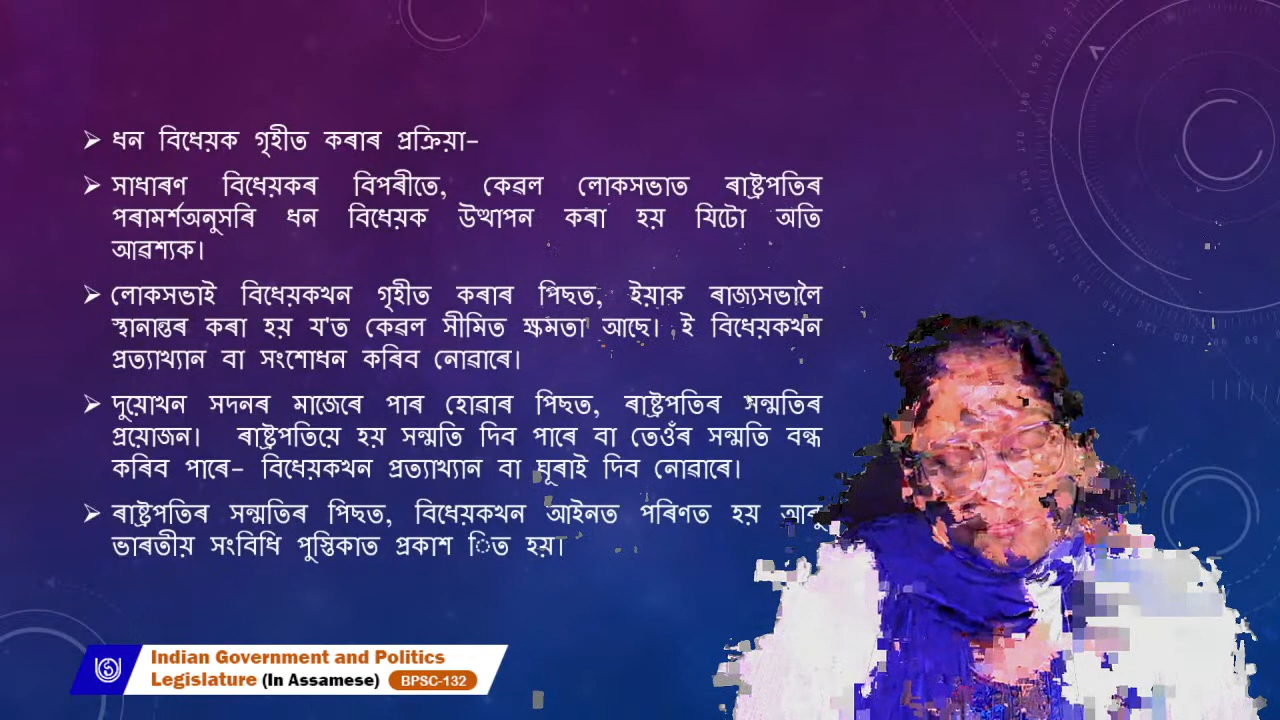 ➢ ধন বিধেয়ক গৃহীত কৰাৰ প্ৰক্ৰিয়া-
➢ সাধাৰণ বিধেয়কৰ বিপৰীতে, কেৱল লোকসভাত ৰাষ্ট্ৰপতিৰ
পৰামৰ্শঅনুসৰি ধন বিধেয়ক উত্থাপন কৰা হয় যিটো অতি
আৱশ্যক।
➢ লোকসভাই বিধেয়কখন গৃহীত কৰাৰ পিছত, ইয়াক ৰাজ্যসভালৈ
স্থানান্তৰ কৰা হয় য'ত কেৱল সীমিত ক্ষমতা আছে। ই বিধেয়কখন
প্ৰত্যাখ্যান বা সংশোধন কৰিব নোৱাৰে।
➢ দুয়োখন সদনৰ মাজেৰে পাৰ হোৱাৰ পিছত, ৰাষ্ট্ৰপতিৰ সন্মতিৰ
প্ৰয়োজন। ৰাষ্ট্ৰপতিয়ে হয় সন্মতি দিব পাৰে বা তেওঁৰ সন্মতি বন্ধ
কৰিব পাৰে- বিধেয়কখন প্ৰত্যাখ্যান বা ঘূৰাই দিব নোৱাৰে।
➢ ৰাষ্ট্ৰপতিৰ সন্মতিৰ পিছত, বিধেয়কখন আইনত পৰিণত হয়
ভাৰতীয় সংবিধি পুস্তিকাত প্ৰকাশ িত হয়।
Indian Government and Politics
Legislature (In Assamese) BPSC-132